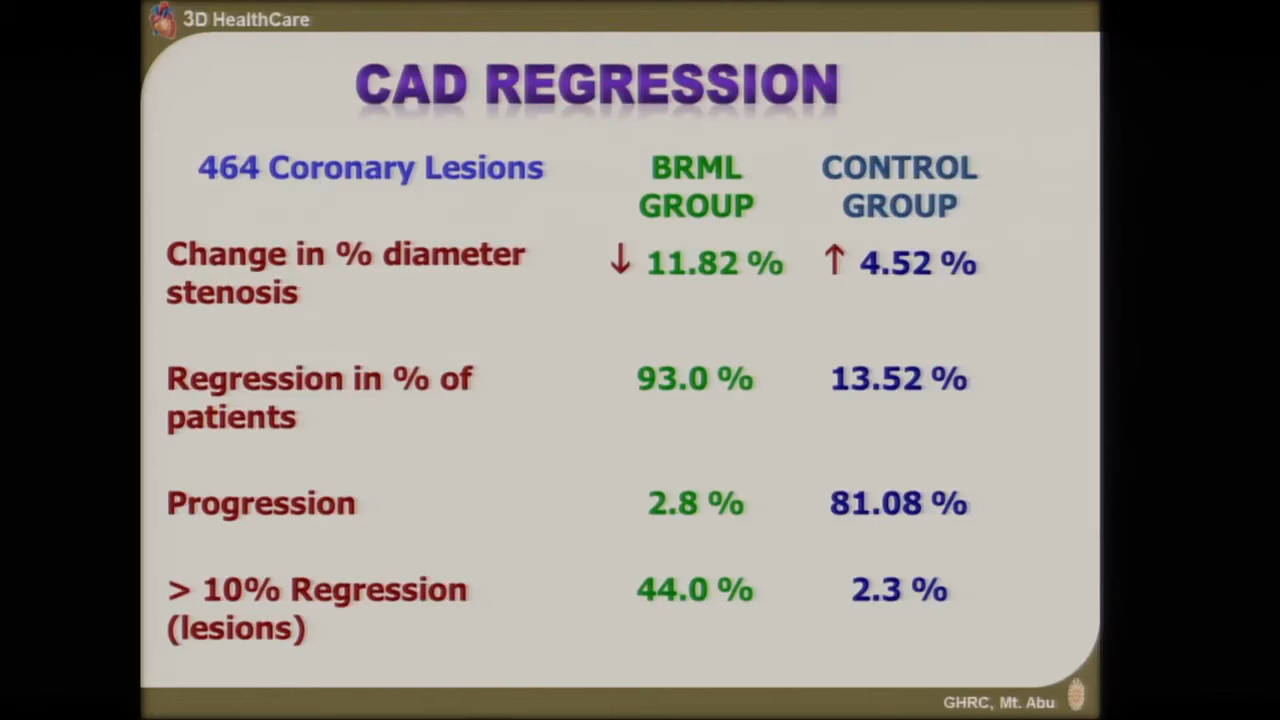 3D HealthCare
CAD REGRESSION
464 Coronary Lesions
BRML
GROUP
CONTROL
GROUP
Change in % diameter
stenosis
↓ 11.82 %
↑ 4.52 %
Regression in % of
patients
93.0 %
13.52 %
Progression
2.8 %
81.08 %
> 10% Regression
(lesions)
44.0 %
2.3 %
GHRC, Mt. Abu